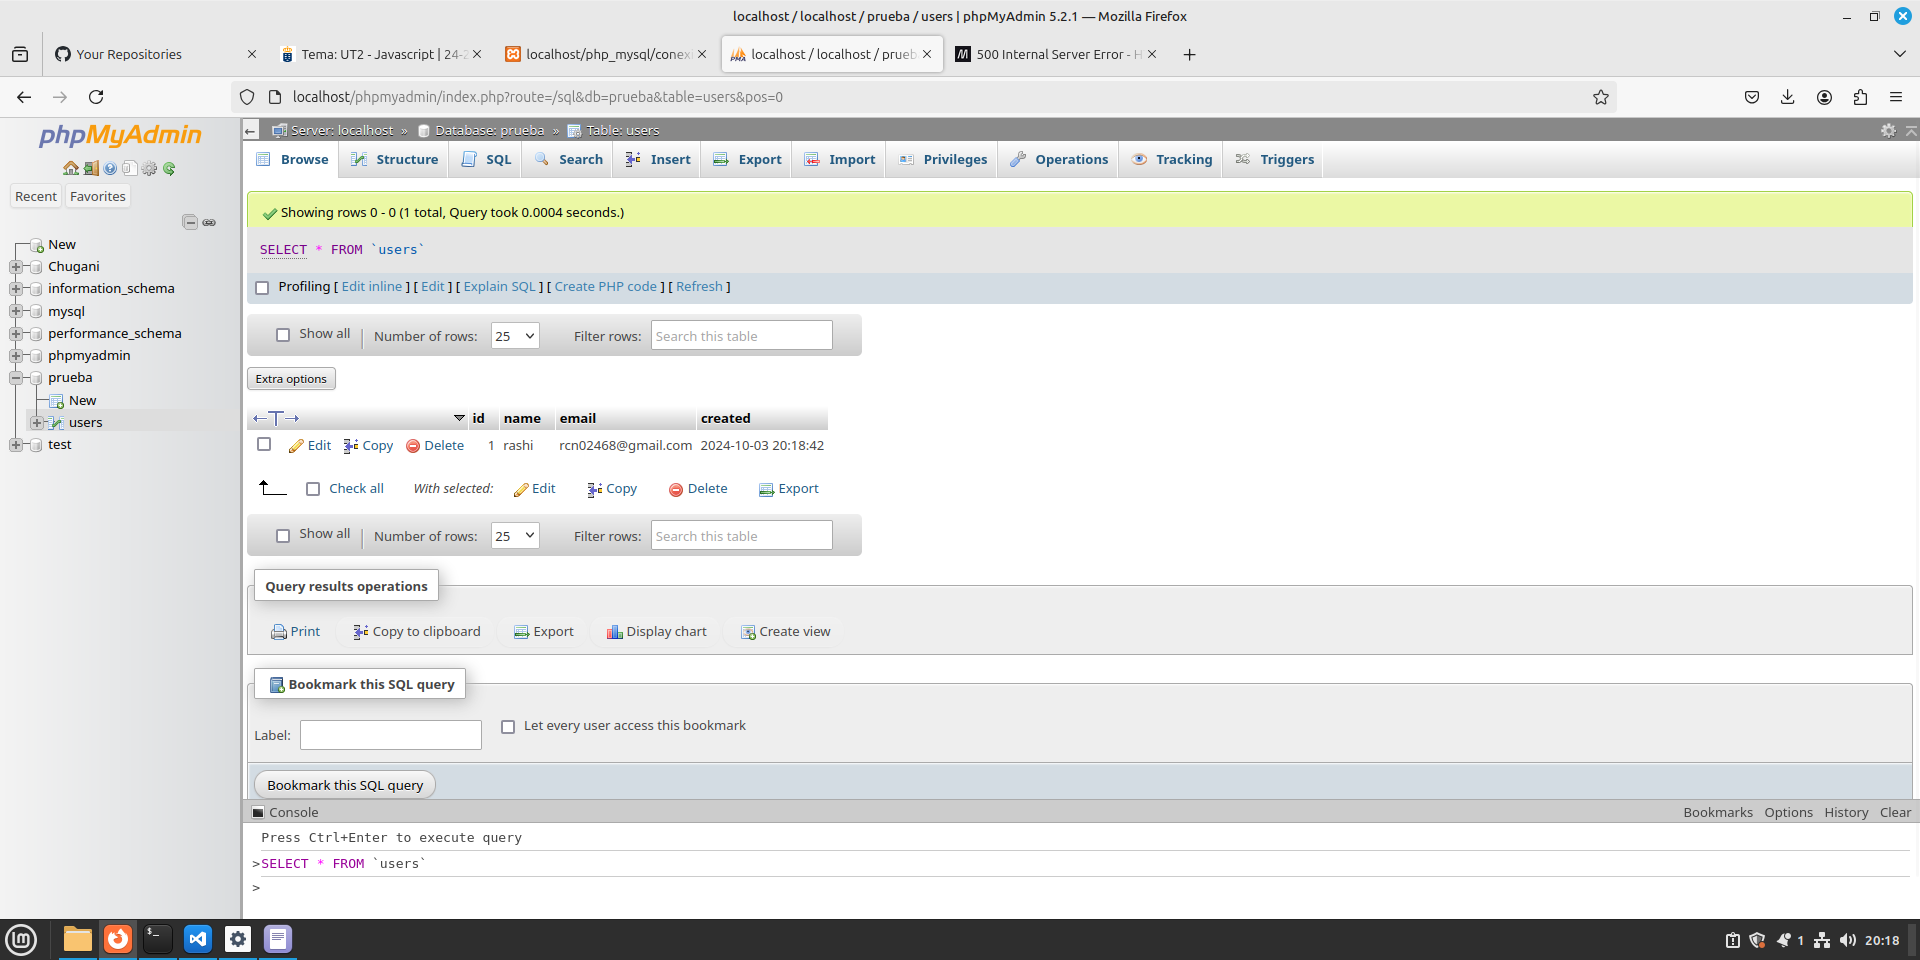 localhost / localhost / prueba / users | phpMyAdmin 5.2.1 — Mozilla Firefox
Your Repositories
Tema: UT2 - Javascript | 24-2
localhost/php_mysql/conexi
localhost / localhost / prueb
500 Internal Server Error - H
localhost/phpmyadmin/index.php?route=/sql&db=prueba&table=users&pos=0
phpMyAdmin
Recent Favorites
New
Chugani
information_schema
mysql
performance_schema
phpmyadmin
prueba
New
users
test
Server: localhost » Database: prueba » Table: users
Browse Structure SQL Search Insert Export Import Privileges Operations Tracking Triggers
Showing rows 0 - 0 (1 total, Query took 0.0004 seconds.)
SELECT * FROM `users`
Profiling [ Edit inline ] [ Edit ] [ Explain SQL ] [ Create PHP code ] [ Refresh ]
Show all Number of rows: 25 Filter rows: Search this table
Extra options
←T→ id name email created
Edit Copy Delete 1 rashi rcn02468@gmail.com 2024-10-03 20:18:42
Check all With selected: Edit Copy Delete Export
Show all Number of rows: 25 Filter rows: Search this table
Query results operations
Print Copy to clipboard Export Display chart Create view
Bookmark this SQL query
Label: Let every user access this bookmark
Bookmark this SQL query
Console Bookmarks Options History Clear
Press Ctrl+Enter to execute query
>SELECT * FROM `users`
>
1 20:18